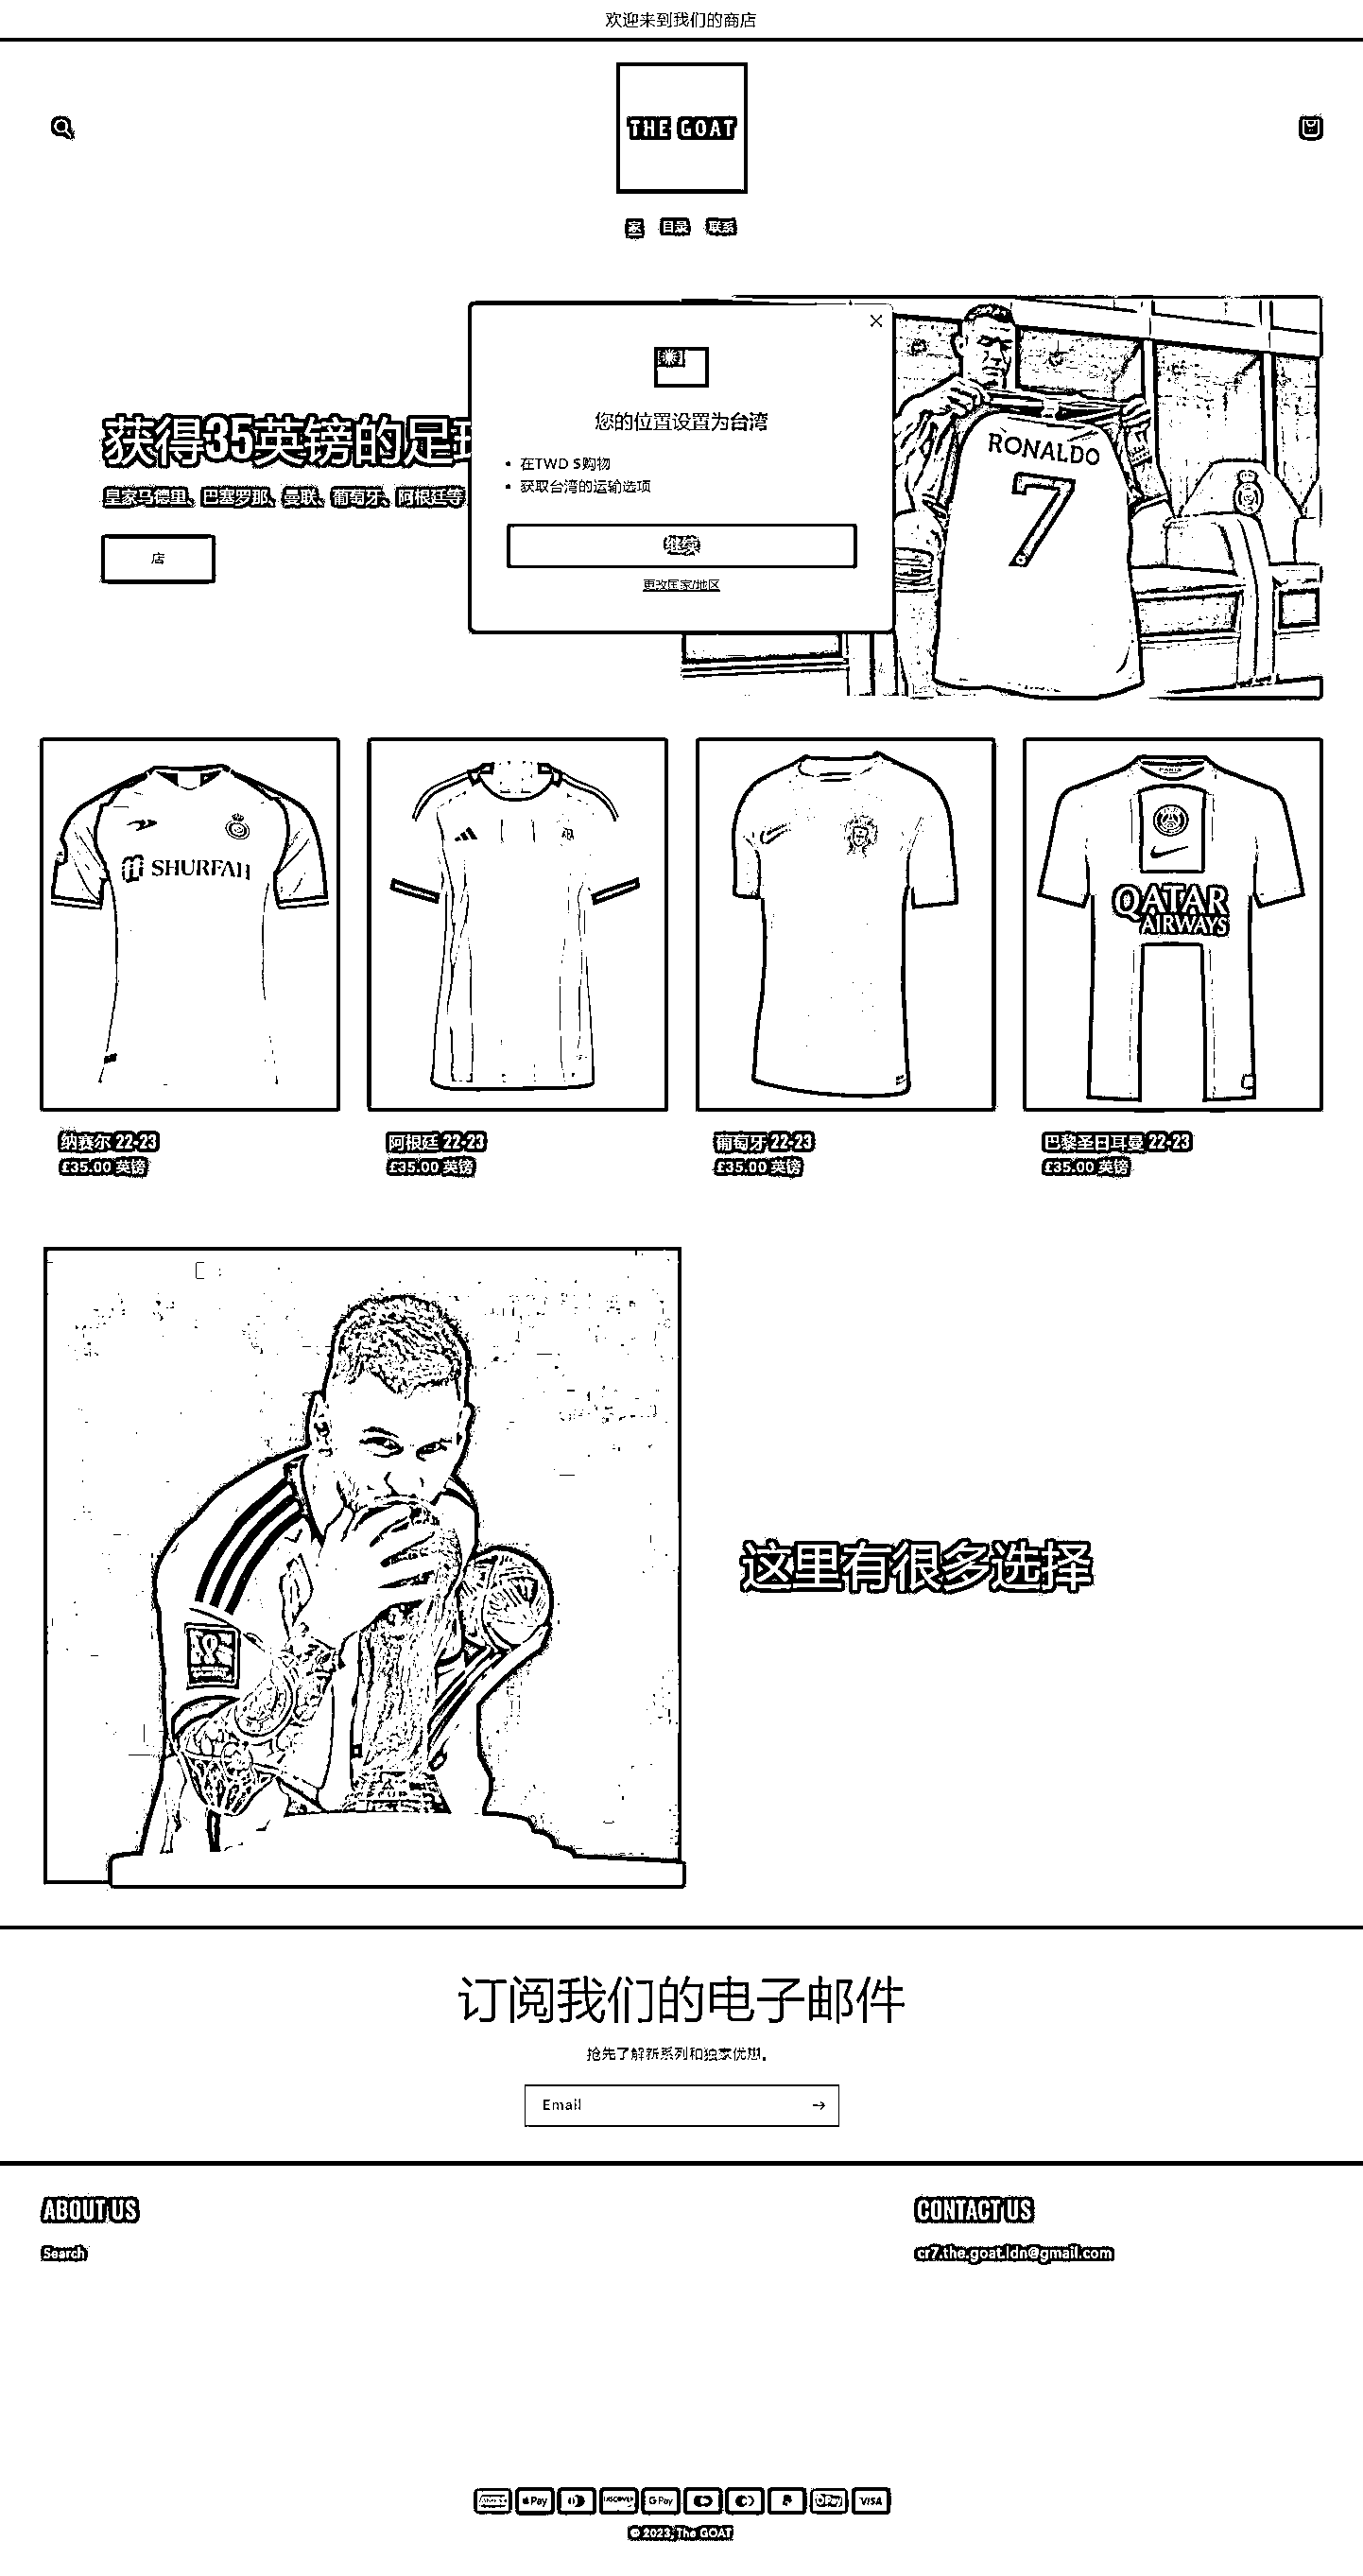 欢迎来到我们的商店
THE GOAT
家 目录 联系
您的位置设置为台湾
在TWD $购物
获取台湾的运输选项
继续
更改国家/地区
获得35英镑的足球
皇家马德里、巴塞罗那、曼联、葡萄牙、阿根廷等
店
RONALDO
7
SHURFAH
QATAR
AIRWAYS
纳赛尔 22-23
£35.00 英镑
阿根廷 22-23
£35.00 英镑
葡萄牙 22-23
£35.00 英镑
巴黎圣日耳曼 22-23
£35.00 英镑
这里有很多选择
订阅我们的电子邮件
抢先了解新系列和独家优惠。
Email
ABOUT US
Search
CONTACT US
cr7.the.goat.ldn@gmail.com
Pay
DISCOVER
G Pay
Pay
VISA
© 2023, The GOAT